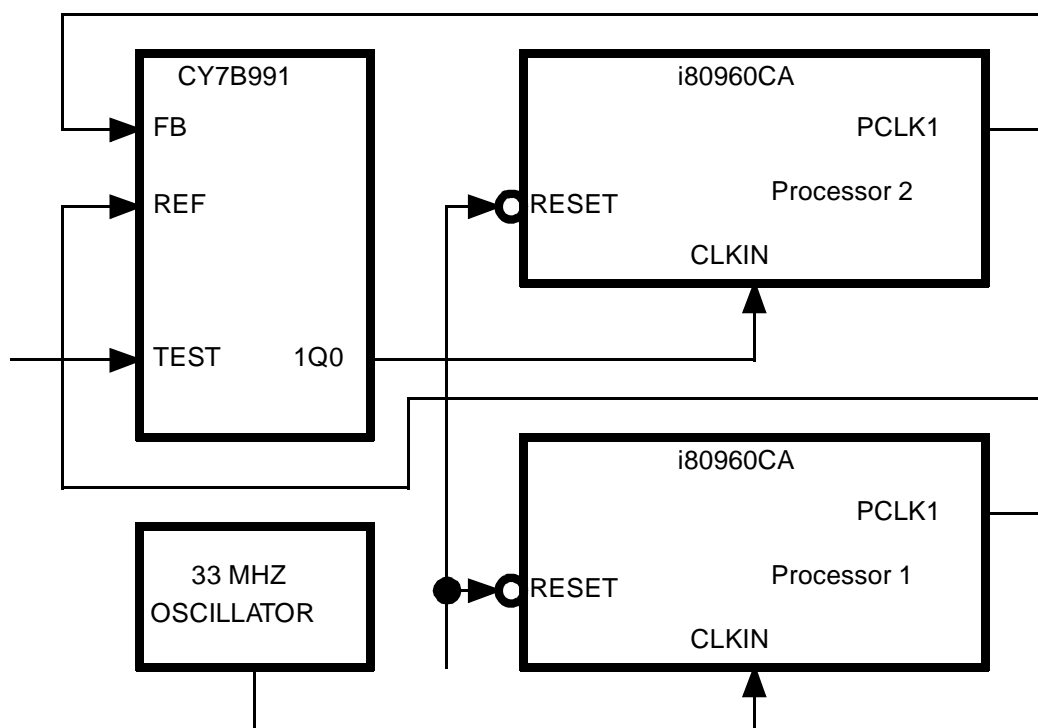 CY7B991
FB
REF
TEST
1Q0
i80960CA
PCLK1
Processor 2
RESET
CLKIN
i80960CA
PCLK1
Processor 1
RESET
CLKIN
33 MHZ
OSCILLATOR